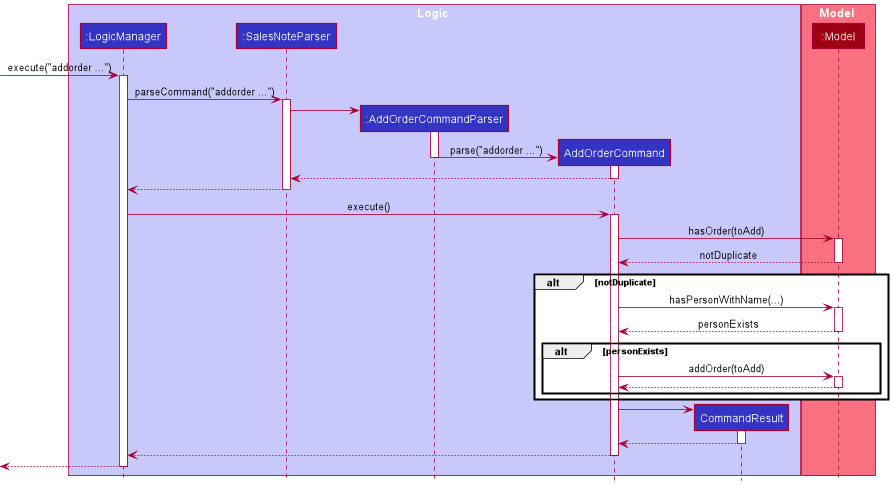 Logic
Model
:LogicManager
:SalesNoteParser
:Model
execute("addorder ...")
parseCommand("addorder ...")
:AddOrderCommandParser
parse("addorder ...")
AddOrderCommand
execute()
hasOrder(toAdd)
notDuplicate
alt
[notDuplicate]
hasPersonWithName(...)
personExists
alt
[personExists]
addOrder(toAdd)
CommandResult